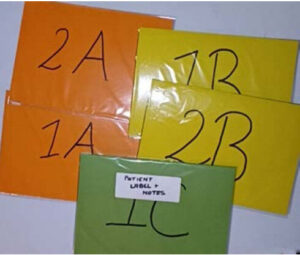 2A
1B
1A
2B
PATIENT
LABEL +
NOTES
1C